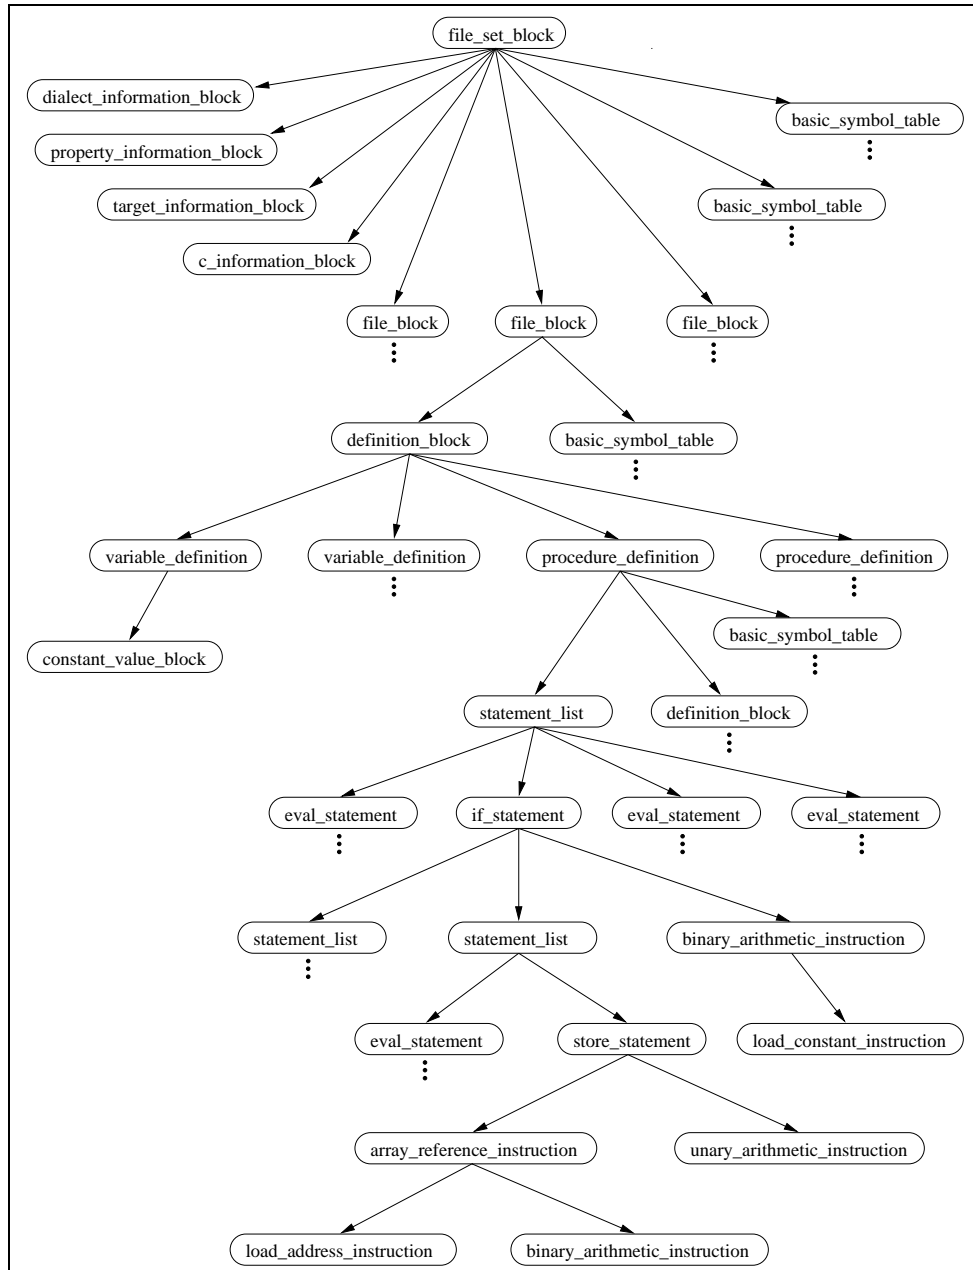 file_set_block
dialect_information_block
basic_symbol_table
property_information_block
target_information_block
basic_symbol_table
c_information_block
file_block
file_block
file_block
definition_block
basic_symbol_table
variable_definition
variable_definition
procedure_definition
procedure_definition
basic_symbol_table
constant_value_block
statement_list
definition_block
eval_statement
if_statement
eval_statement
eval_statement
statement_list
statement_list
binary_arithmetic_instruction
eval_statement
store_statement
load_constant_instruction
array_reference_instruction
unary_arithmetic_instruction
load_address_instruction
binary_arithmetic_instruction